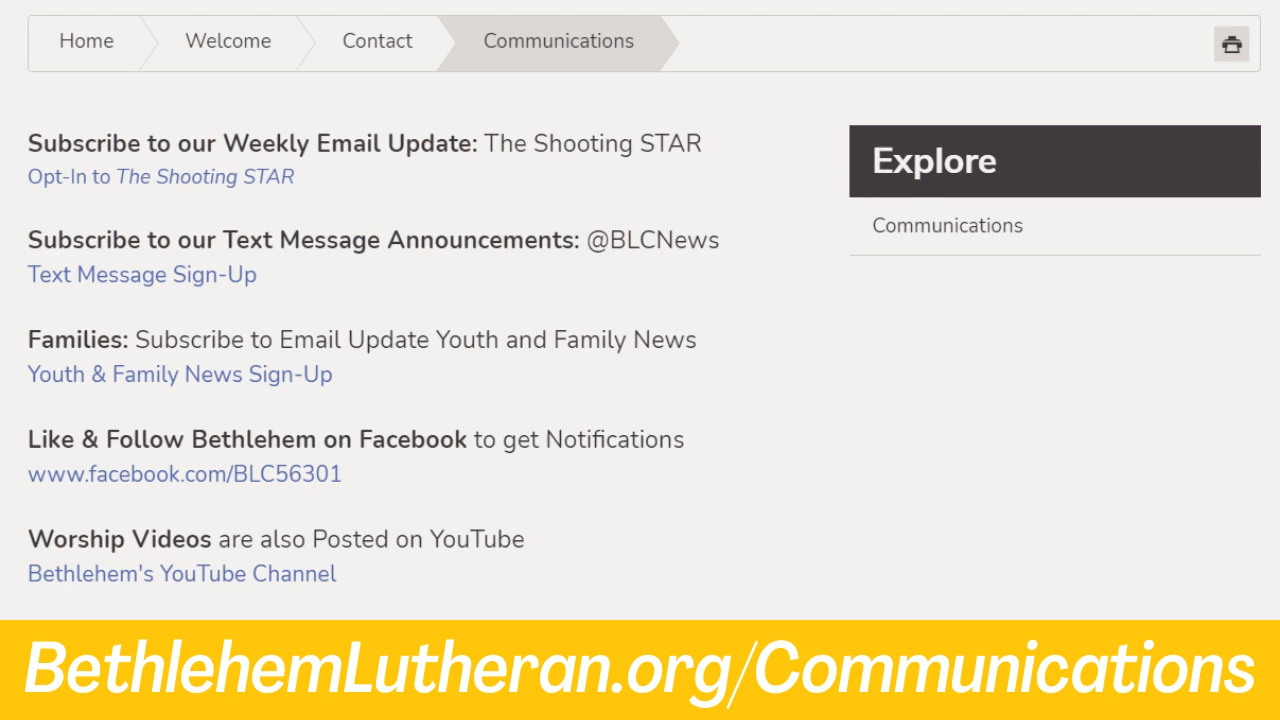 Home Welcome Contact Communications
Subscribe to our Weekly Email Update: The Shooting STAR
Opt-In to The Shooting STAR
Subscribe to our Text Message Announcements: @BLCNews
Text Message Sign-Up
Families: Subscribe to Email Update Youth and Family News
Youth & Family News Sign-Up
Like & Follow Bethlehem on Facebook to get Notifications
www.facebook.com/BLC56301
Worship Videos are also Posted on YouTube
Bethlehem's YouTube Channel
Explore
Communications
BethlehemLutheran.org/Communications